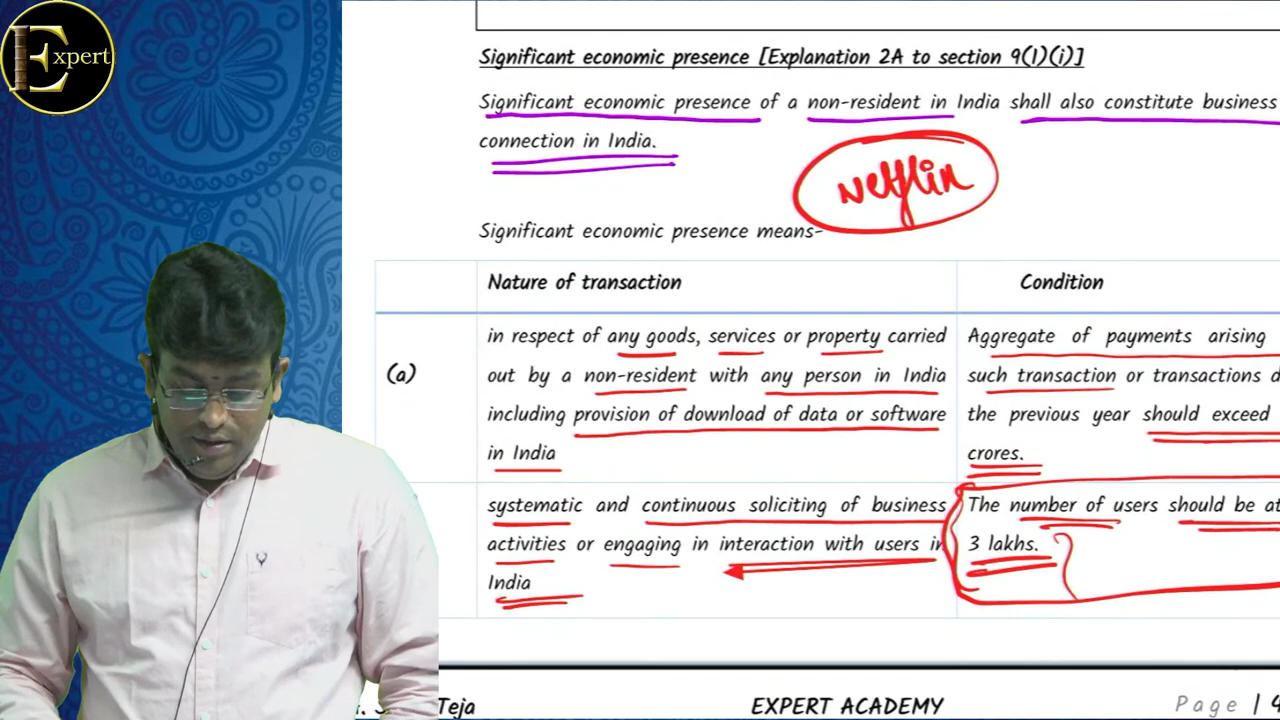 Expert
Significant economic presence [Explanation 2A to section 9(1)(i)]
Significant economic presence of a non-resident in India shall also constitute business
connection in India.
Netflix
Significant economic presence means-
Nature of transaction
Condition
(a)
in respect of any goods, services or property carried
out by a non-resident with any person in India
including provision of download of data or software
in India
Aggregate of payments arising
such transaction or transactions d
the previous year should exceed
crores.
systematic and continuous soliciting of business
activities or engaging in interaction with users in
India
The number of users should be at
3 lakhs.
Teja
EXPERT ACADEMY
Page | 4